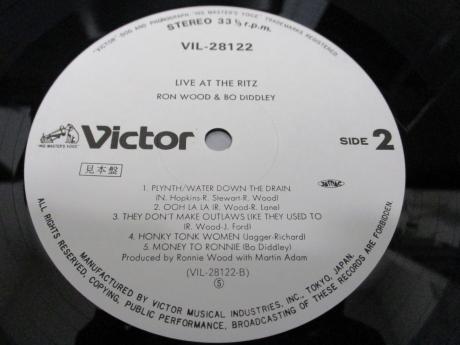 "VICTOR" DOG AND PHONOGRAPH "HIS MASTER'S VOICE" TRADEMARKS REGISTERED.
STEREO 33⅓ r.p.m.
VIL-28122
LIVE AT THE RITZ
RON WOOD & BO DIDDLEY
"HIS MASTER'S VOICE"
Victor
SIDE 2
見本盤
JASRAC
1. PLYNTH/WATER DOWN THE DRAIN
(N. Hopkins-R. Stewart-R. Wood)
2. OOH LA LA (R. Wood-R. Lane)
3. THEY DON'T MAKE OUTLAWS LIKE THEY USED TO
(R. Wood-J. Ford)
4. HONKY TONK WOMEN (Jagger-Richard)
5. MONEY TO RONNIE (Bo Diddley)
Produced by Ronnie Wood with Martin Adam
(VIL-28122-B)
Ⓢ
ALL RIGHTS RESERVED. UNAUTHORIZED COPYING, PUBLIC PERFORMANCE, BROADCASTING OF THESE RECORDS ARE FORBIDDEN.
MANUFACTURED BY VICTOR MUSICAL INDUSTRIES, INC., TOKYO, JAPAN.